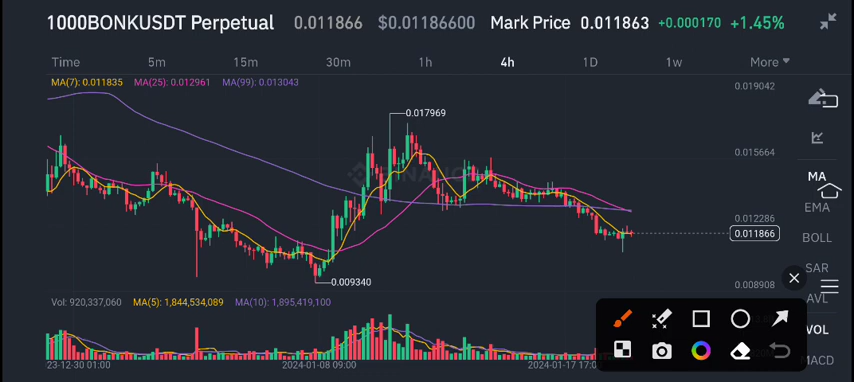 1000BONKUSDT Perpetual 0.011866 $0.01186600 Mark Price 0.011863 +0.000170 +1.45%
Time 5m 15m 30m 1h 4h 1D 1w More
MA(7): 0.011835 MA(25): 0.012961 MA(99): 0.013043
0.019042
0.017969
0.015664
BINANCE
MA
EMA
0.012286
0.011866
BOLL
SAR
0.009340
0.008908
AVL
Vol: 920,337,060 MA(5): 1,844,534,089 MA(10): 1,895,419,100
VOL
MACD
23-12-30 01:00 2024-01-08 09:00 2024-01-17 17:0